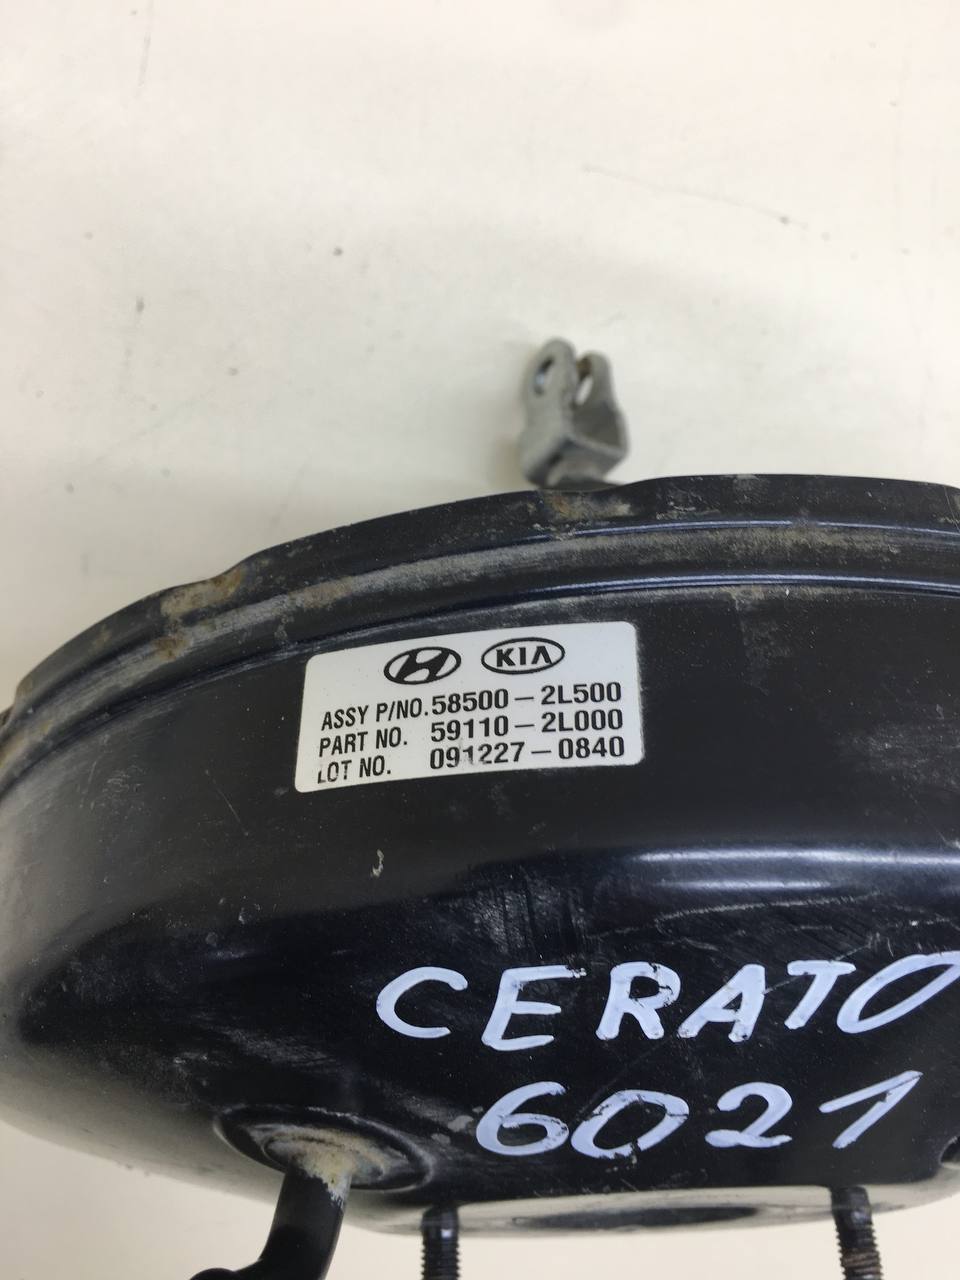 KIA
ASSY P/NO. 58500-2L500
PART NO. 59110-2L000
LOT NO. 091227-0840
CERATO
6021